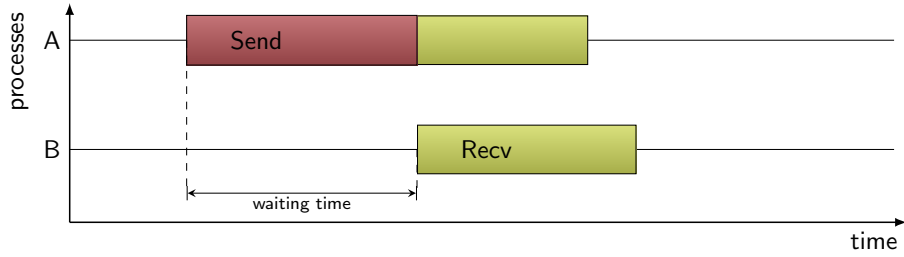 processes
A
Send
B
Recv
waiting time
time